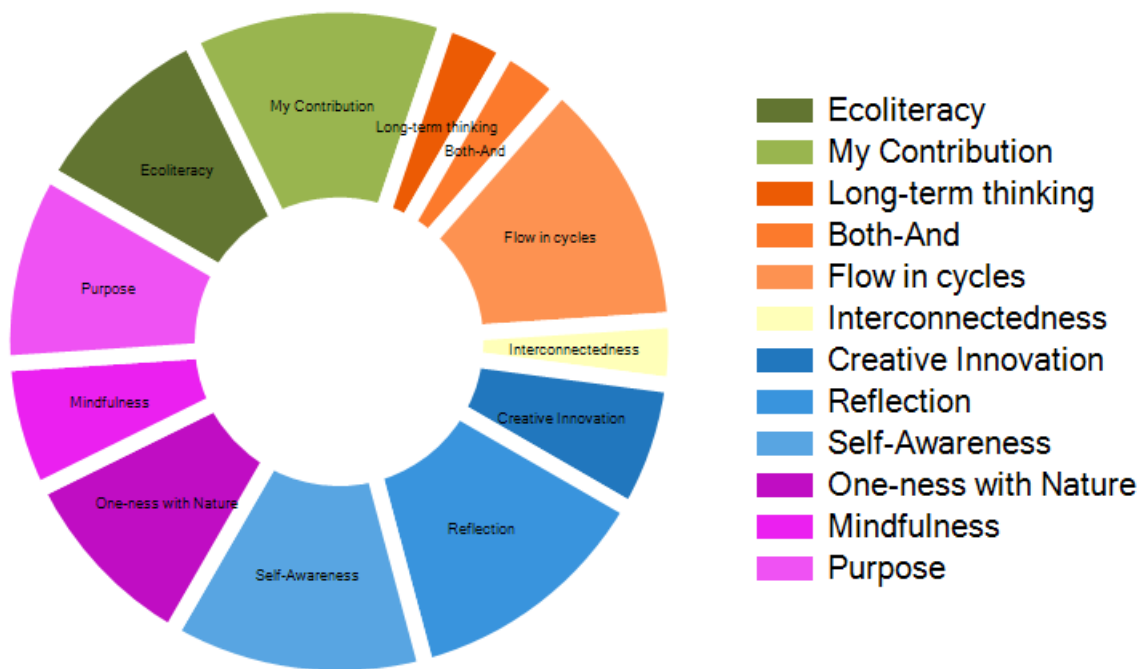 My Contribution
Long-term thinking
Both-And
Ecoliteracy
Flow in cycles
Purpose
Interconnectedness
Mindfulness
Creative Innovation
One-ness with Nature
Reflection
Self-Awareness
Ecoliteracy
My Contribution
Long-term thinking
Both-And
Flow in cycles
Interconnectedness
Creative Innovation
Reflection
Self-Awareness
One-ness with Nature
Mindfulness
Purpose